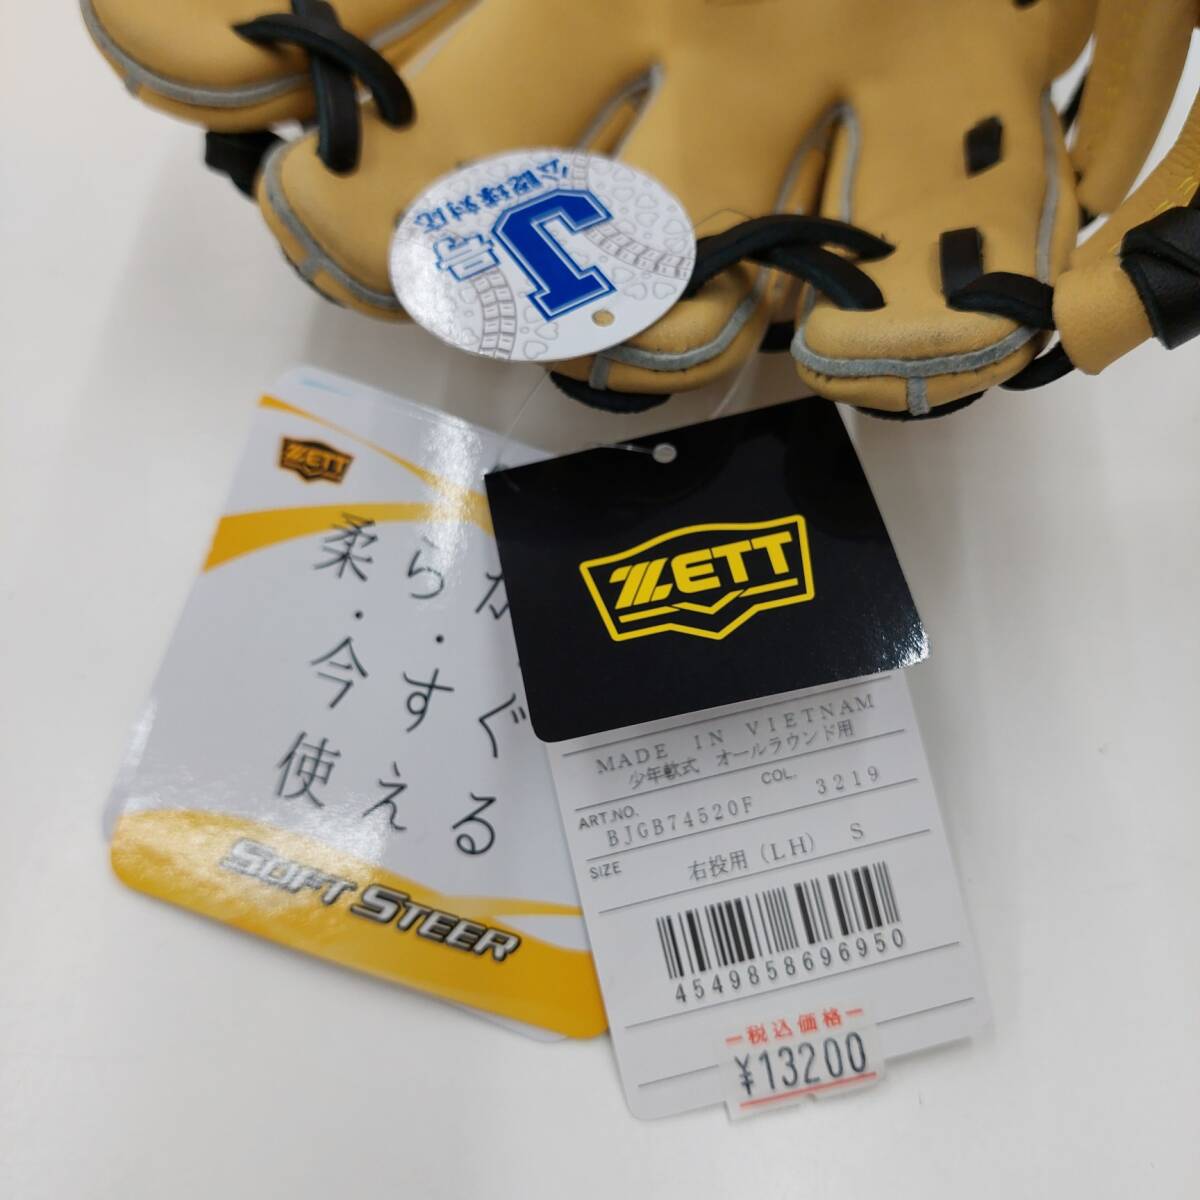 公認球対応
J号
ZETT
柔らか
・今・すぐ
使える
SOFT STEER
ZETT
MADE IN VIETNAM
少年軟式 オールラウンド用
ART.NO. BJGB74520F COL. 3219
SIZE 右投用(LH) S
4549858696950
税込価格
¥13200